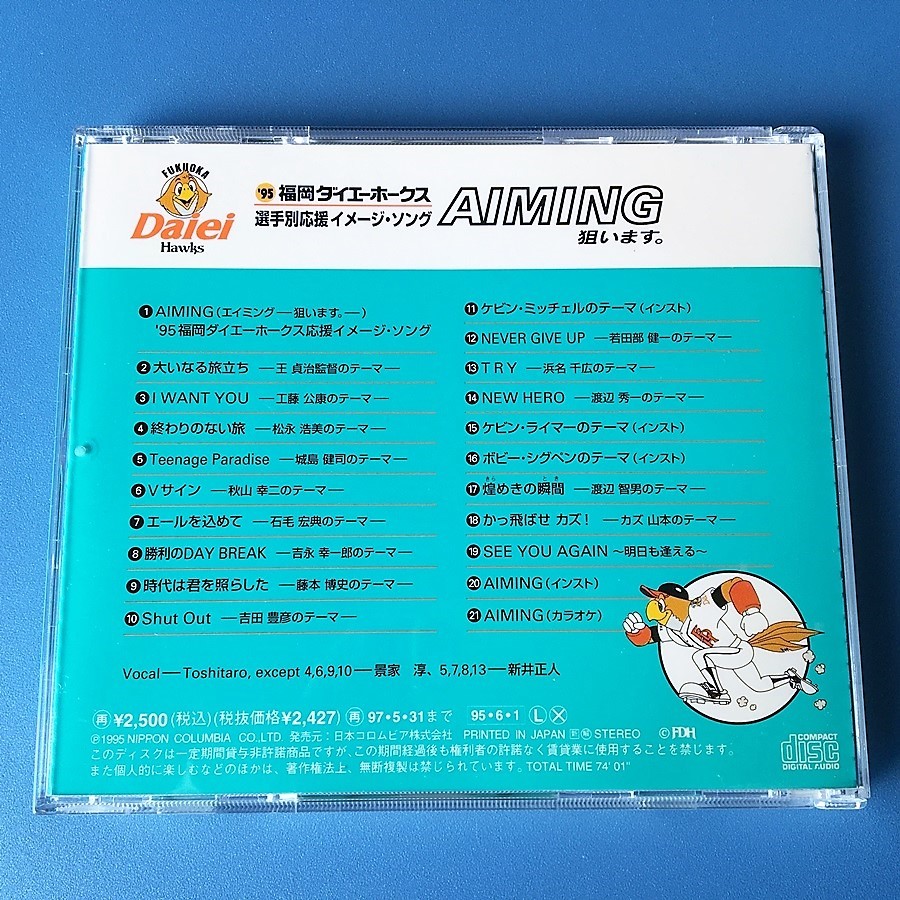 FUKUOKA
Daiei
Hawks
'95 福岡ダイエーホークス
選手別応援イメージ・ソング
AIMING
狙います。
❶AIMING(エイミング―狙います。―)
'95福岡ダイエーホークス応援イメージ・ソング
❷大いなる旅立ち ―王 貞治監督のテーマ―
❸I WANT YOU ―工藤 公康のテーマ―
❹終わりのない旅 ―松永 浩美のテーマ―
❺Teenage Paradise ―城島 健司のテーマ―
❻Vサイン ―秋山 幸二のテーマ―
❼エールを込めて ―石毛 宏典のテーマ―
❽勝利のDAY BREAK ―吉永 幸一郎のテーマ―
❾時代は君を照らした ―藤本 博史のテーマ―
❿Shut Out ―吉田 豊彦のテーマ―
⓫ケビン・ミッチェルのテーマ(インスト)
⓬NEVER GIVE UP ―若田部 健一のテーマ―
⓭TRY ―浜名 千広のテーマ―
⓮NEW HERO ―渡辺 秀一のテーマ―
⓯ケビン・ライマーのテーマ(インスト)
⓰ボビー・シグペンのテーマ(インスト)
⓱煌めきの瞬間 ―渡辺 智男のテーマ―
⓲かっ飛ばせ カズ! ―カズ 山本のテーマ―
⓳SEE YOU AGAIN ～明日も逢える～
⓴AIMING(インスト)
㉑AIMING(カラオケ)
Vocal―Toshitaro, except 4,6,9,10―景家 淳、5,7,8,13―新井正人
再 ¥2,500(税込)(税抜価格¥2,427) 再 97・5・31まで 95・6・1 Ⓛ Ⓧ
Ⓟ1995 NIPPON COLUMBIA CO.,LTD. 発売元:日本コロムビア株式会社 PRINTED IN JAPAN STEREO ©FDH
このディスクは一定期間貸与非許諾商品ですが、この期間経過後も権利者の許諾なく賃貸業に使用することを禁じます。
また個人的に楽しむなどのほかは、著作権法上、無断複製は禁じられています。TOTAL TIME 74' 01"
COMPACT
disc
DIGITAL AUDIO